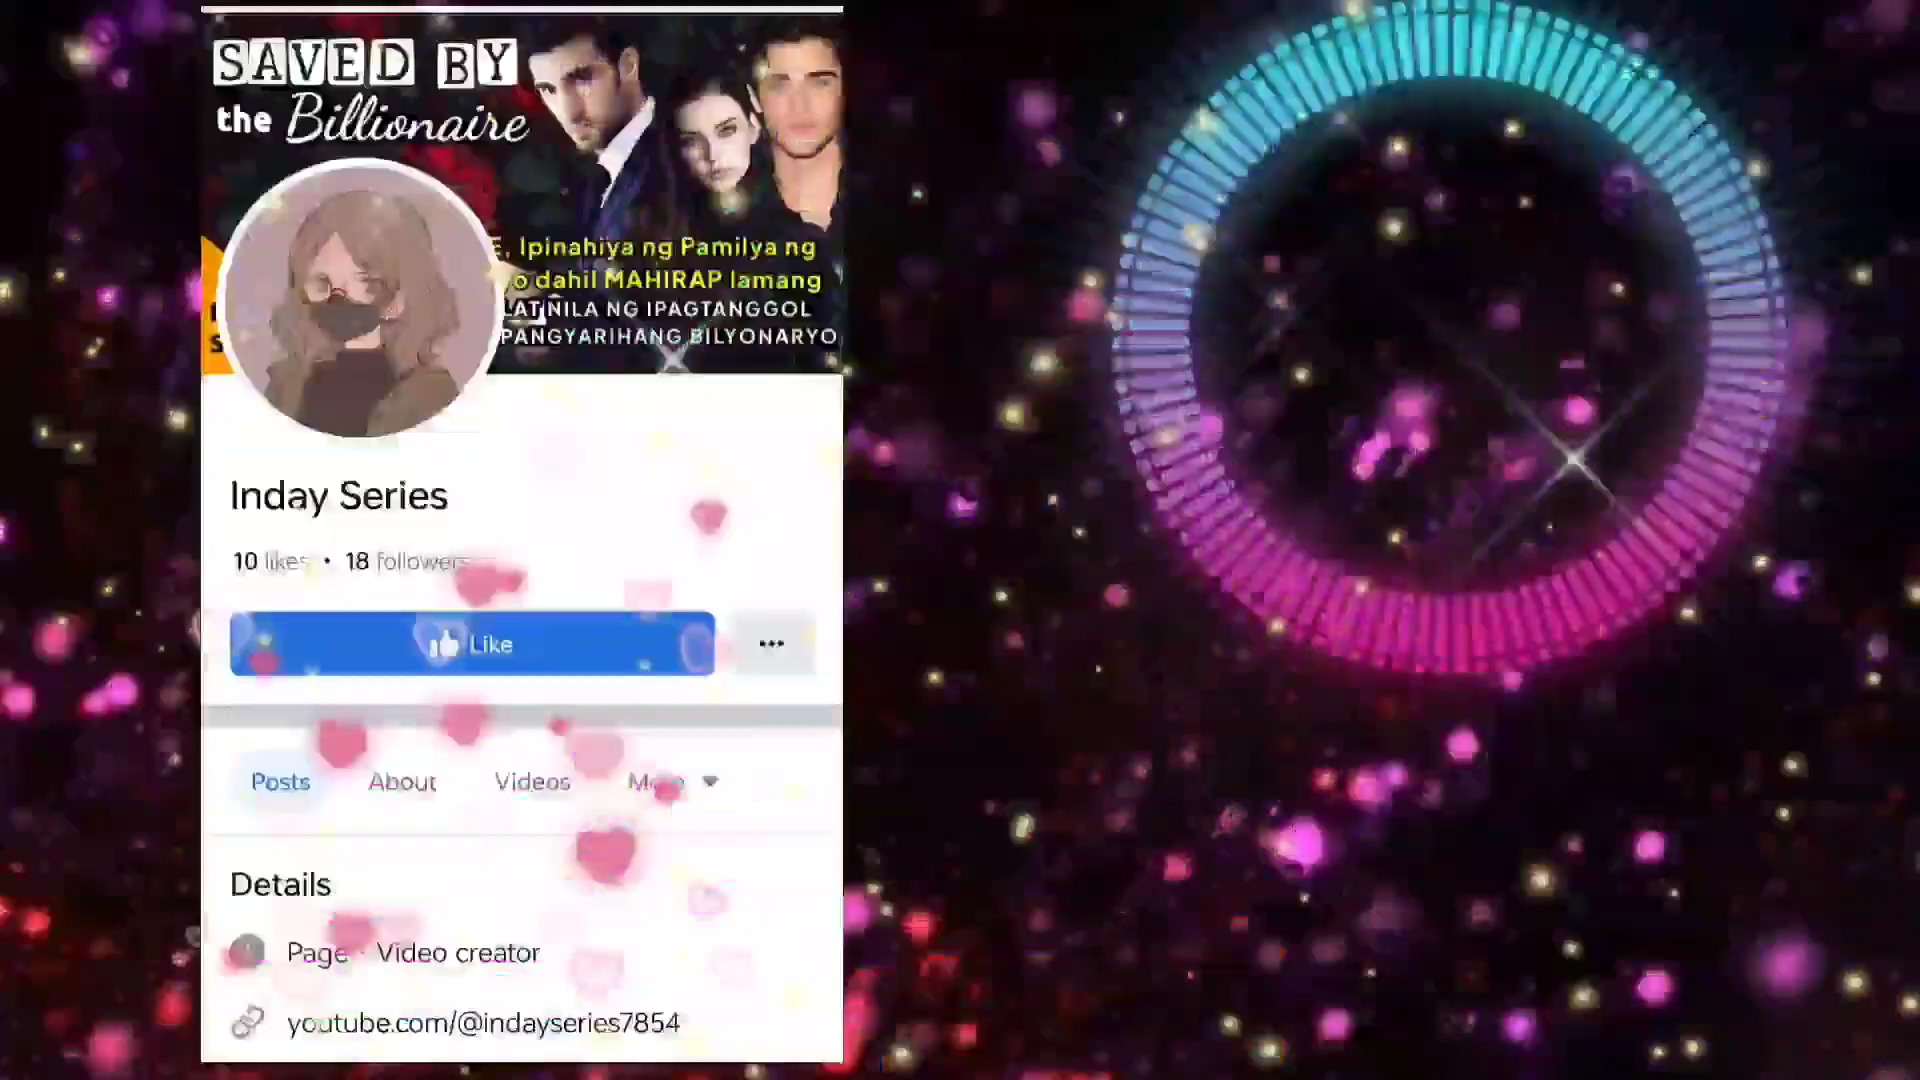 SAVED BY
the Billionaire
E, Ipinahiya ng Pamilya ng
o dahil MAHIRAP lamang
NILA NG IPAGTANGGOL
PANGYARIHANG BILYONARYO
Inday Series
10 likes • 18 followers
Like
Posts About Videos More
Details
Page · Video creator
youtube.com/@indayseries7854